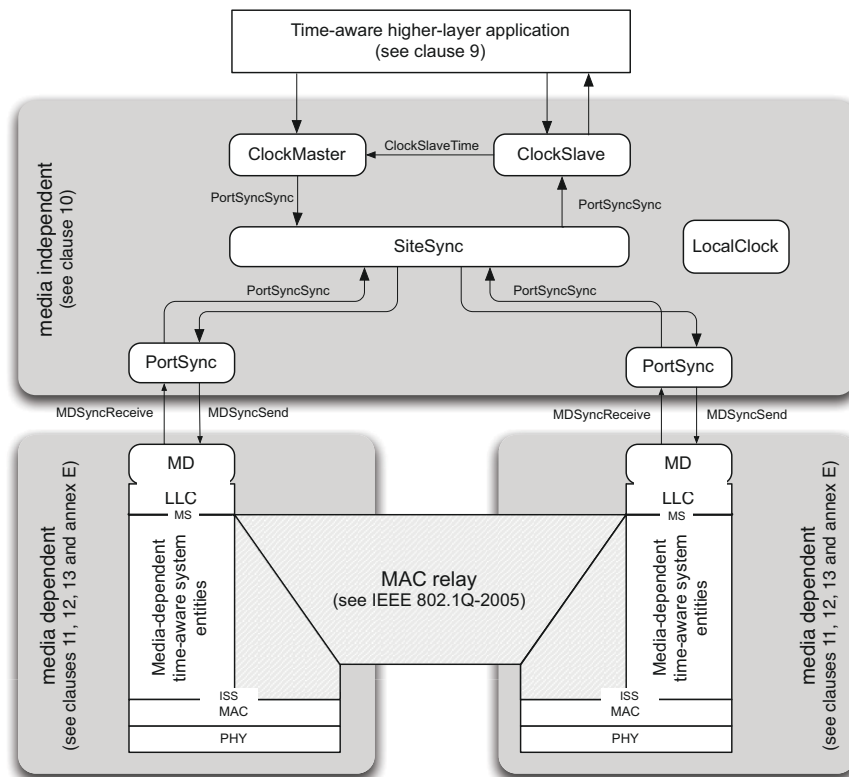 Time-aware higher-layer application
(see clause 9)
media independent
(see clause 10)
ClockMaster
ClockSlaveTime
ClockSlave
PortSyncSync
PortSyncSync
SiteSync
LocalClock
PortSyncSync
PortSyncSync
PortSync
PortSync
MDSyncReceive
MDSyncSend
MDSyncReceive
MDSyncSend
media dependent
(see clauses 11, 12, 13 and annex E)
MD
LLC
MS
Media-dependent
time-aware system
entities
ISS
MAC
PHY
MAC relay
(see IEEE 802.1Q-2005)
MD
LLC
MS
Media-dependent
time-aware system
entities
ISS
MAC
PHY
media dependent
(see clauses 11, 12, 13 and annex E)